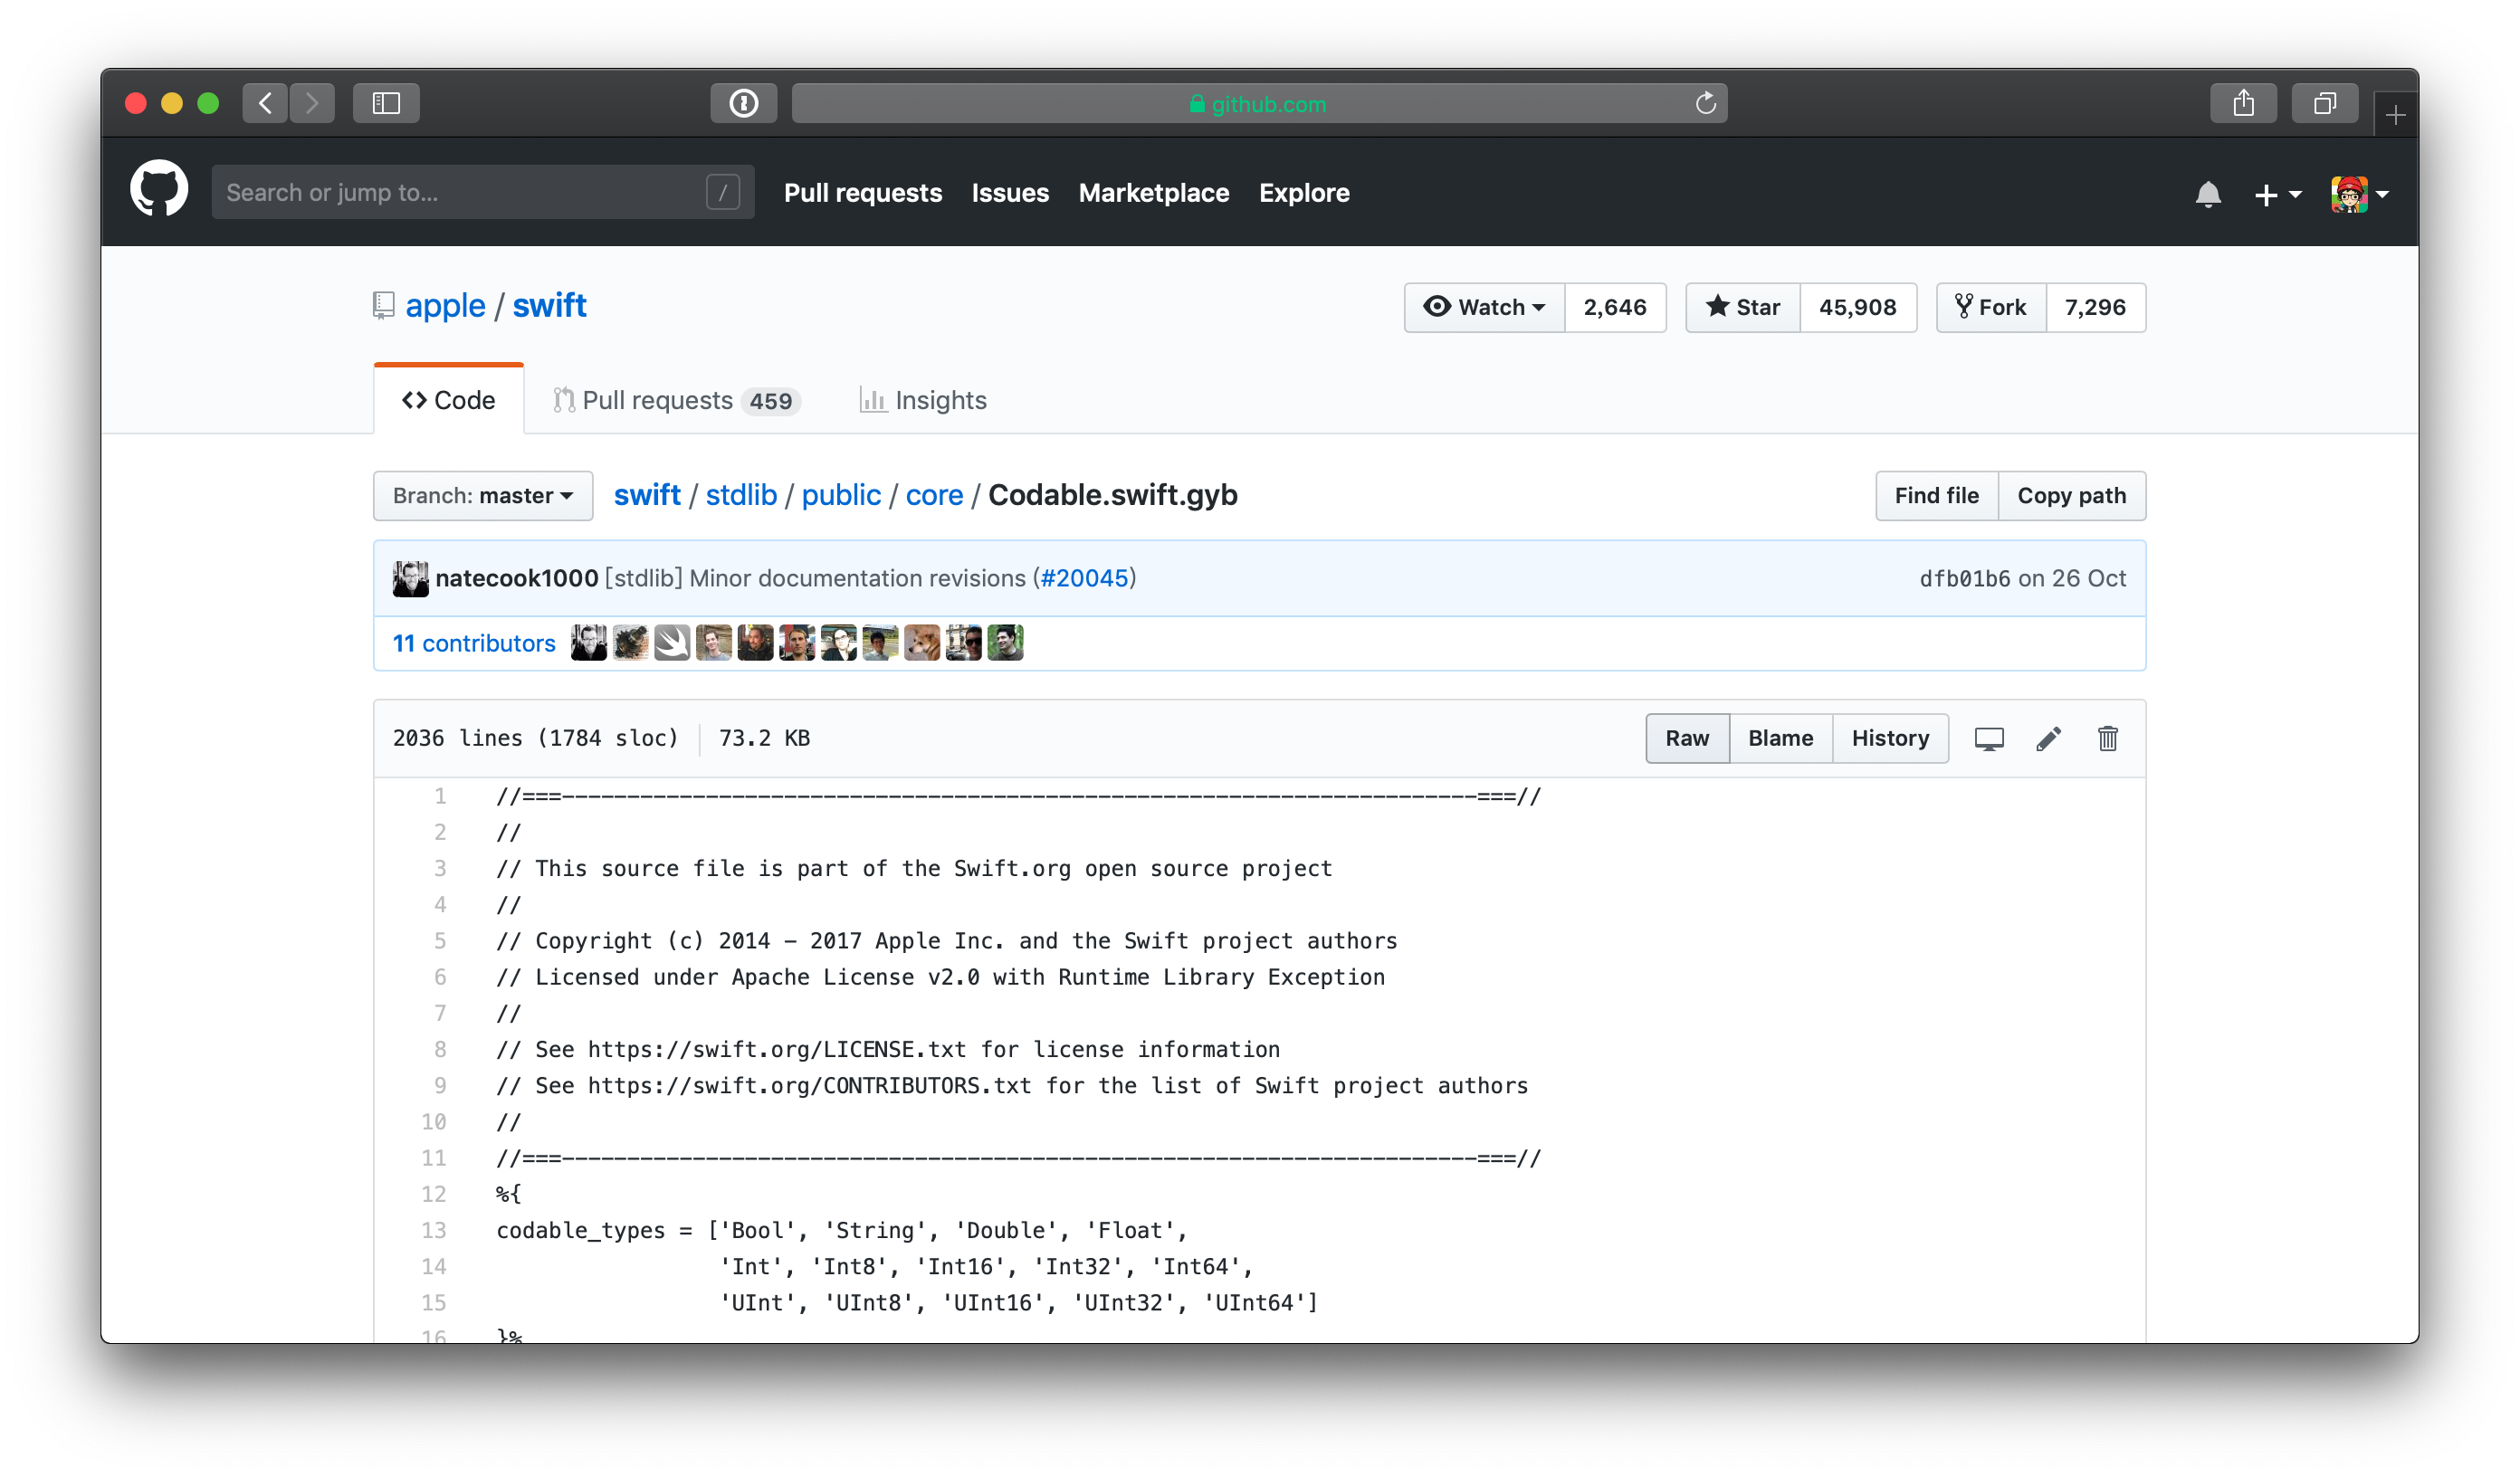 github.com
Search or jump to... /
Pull requests Issues Marketplace Explore
apple / swift
Watch 2,646 Star 45,908 Fork 7,296
Code Pull requests 459 Insights
Branch: master swift / stdlib / public / core / Codable.swift.gyb Find file Copy path
natecook1000 [stdlib] Minor documentation revisions (#20045) dfb01b6 on 26 Oct
11 contributors
2036 lines (1784 sloc) 73.2 KB Raw Blame History
1 //===----------------------------------------------------------------------===//
2 //
3 // This source file is part of the Swift.org open source project
4 //
5 // Copyright (c) 2014 - 2017 Apple Inc. and the Swift project authors
6 // Licensed under Apache License v2.0 with Runtime Library Exception
7 //
8 // See https://swift.org/LICENSE.txt for license information
9 // See https://swift.org/CONTRIBUTORS.txt for the list of Swift project authors
10 //
11 //===----------------------------------------------------------------------===//
12 %{
13 codable_types = ['Bool', 'String', 'Double', 'Float',
14 'Int', 'Int8', 'Int16', 'Int32', 'Int64',
15 'UInt', 'UInt8', 'UInt16', 'UInt32', 'UInt64']
16 }%